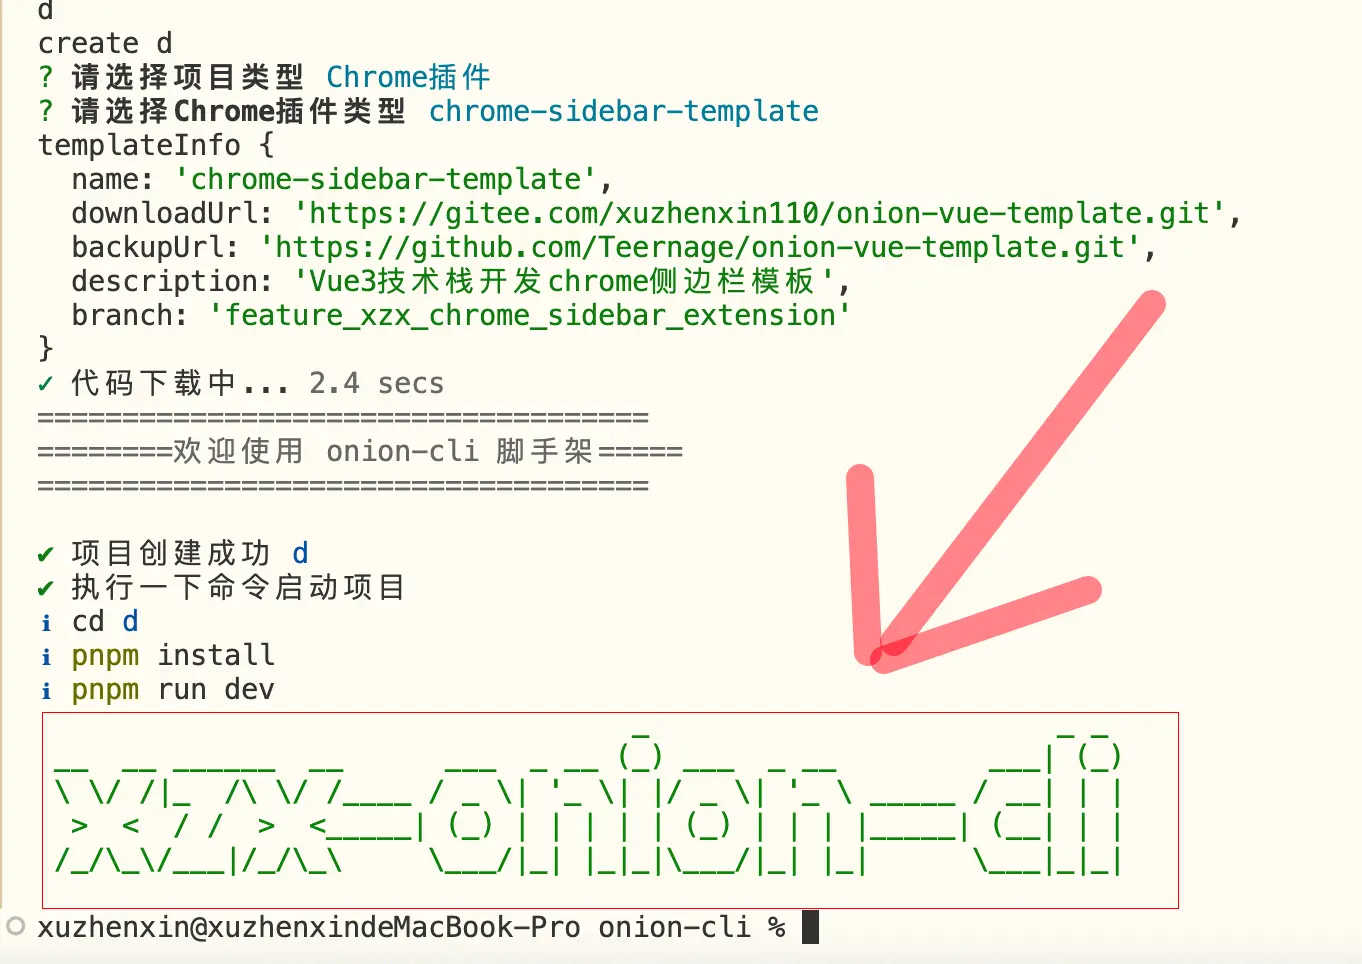 d
create d
? 请选择项目类型 Chrome插件
? 请选择Chrome插件类型 chrome-sidebar-template
templateInfo {
  name: 'chrome-sidebar-template',
  downloadUrl: 'https://gitee.com/xuzhenxin110/onion-vue-template.git',
  backupUrl: 'https://github.com/Teernage/onion-vue-template.git',
  description: 'Vue3技术栈开发chrome侧边栏模板',
  branch: 'feature_xzx_chrome_sidebar_extension'
}
✓ 代码下载中... 2.4 secs
====================================
========欢迎使用 onion-cli 脚手架=====
====================================
✔ 项目创建成功 d
✔ 执行一下命令启动项目
ℹ cd d
ℹ pnpm install
ℹ pnpm run dev
xzx-onion-cli
xuzhenxin@xuzhenxindeMacBook-Pro onion-cli %